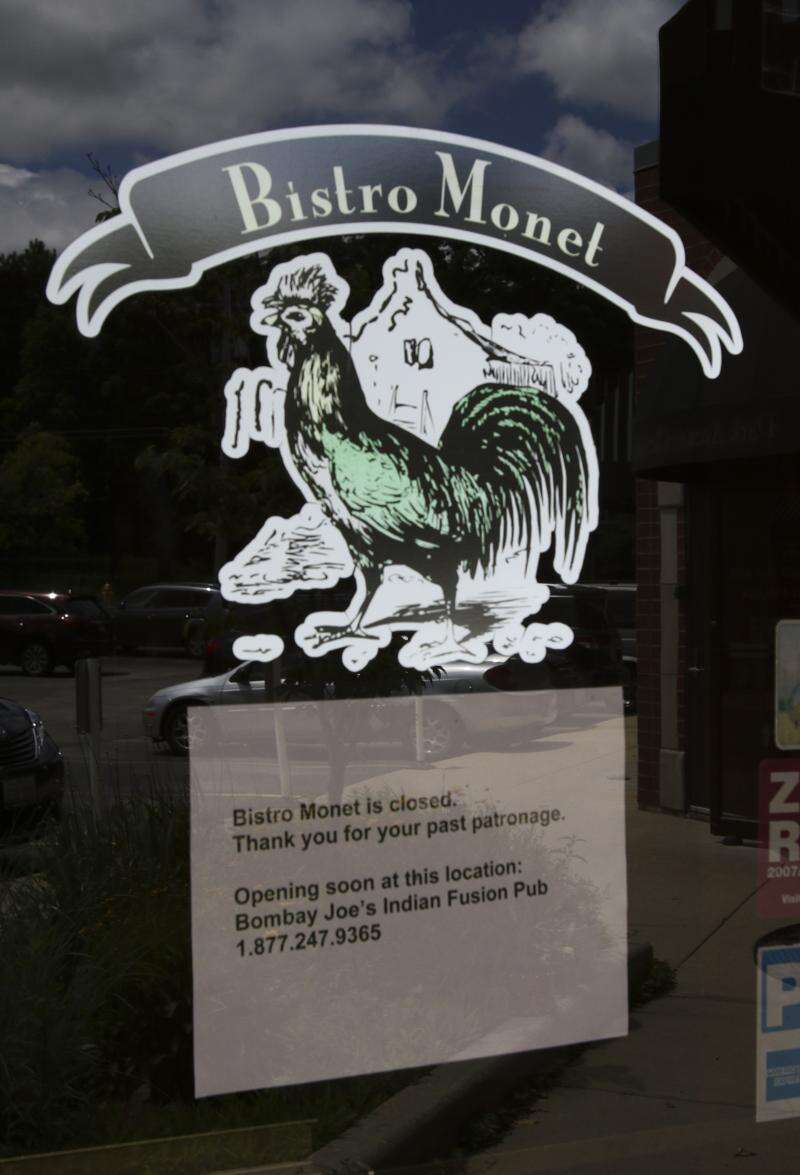 Bistro Monet
Bistro Monet is closed.
Thank you for your past patronage.
Opening soon at this location:
Bombay Joe's Indian Fusion Pub
1.877.247.9365
Z
R
2007
P